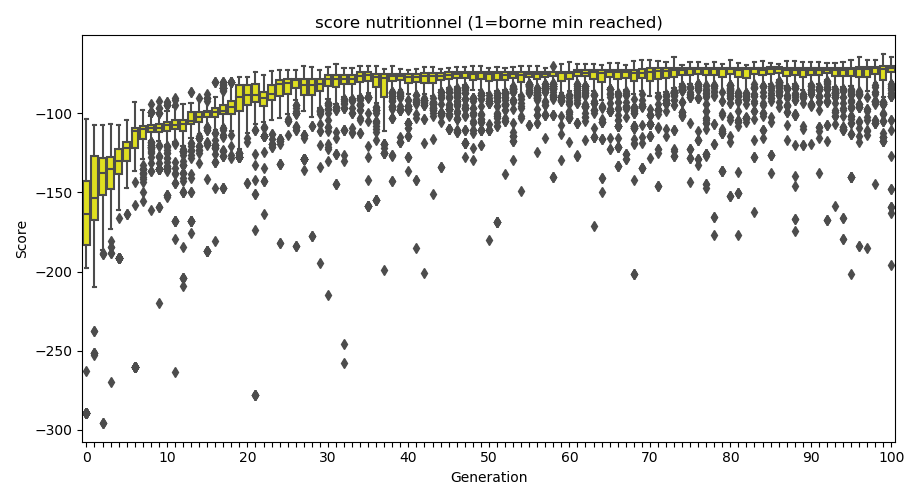 score nutritionnel (1=borne min reached)
Score
−100
−150
−200
−250
−300
0 10 20 30 40 50 60 70 80 90 100
Generation